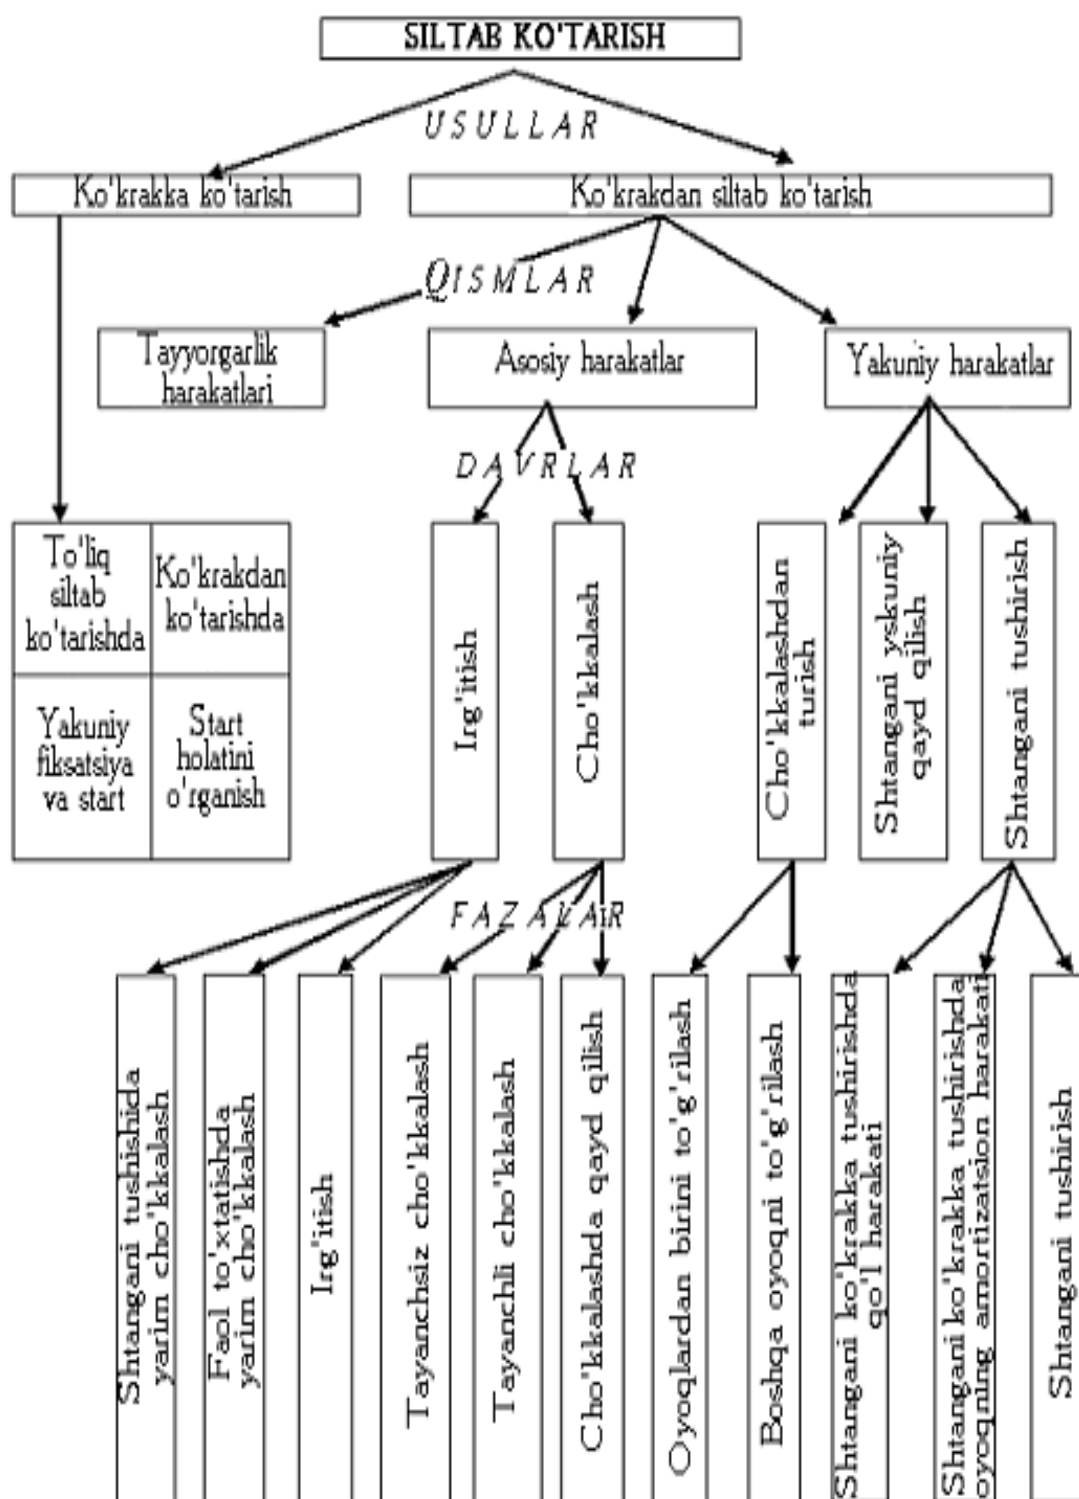 SILTAB KO'TARISH
USULLAR
Ko'krakka ko'tarish
Ko'krakdan siltab ko'tarish
QISMLAR
Tayyorgarlik
harakatlari
Asosiy harakatlar
Yakuniy harakatlar
DAVRLAR
To'liq
siltab
ko'tarishda
Ko'krakdan
ko'tarishda
Yakuniy
fiksatsiya
va start
Start
holatini
o'rganish
Irg'itish
Cho'kkalash
Cho'kkalashdan
turish
Shtangani yskuniy
qayd qilish
Shtangani tushirish
Shtangani tushishida
yarim cho'kkalash
Faol to'xtatishda
yarim cho'kkalash
Irg'itish
Tayanchsiz cho'kkalash
Tayanchli cho'kkalash
Cho'kkalashda qayd qilish
Oyoqlardan birini to'g'rilash
Boshqa oyoqni to'g'rilash
Shtangani ko'krakka tushirishda
qo'l harakati
Shtangani ko'krakka tushirishda
oyoqning amortizatsion harakati
Shtangani tushirish